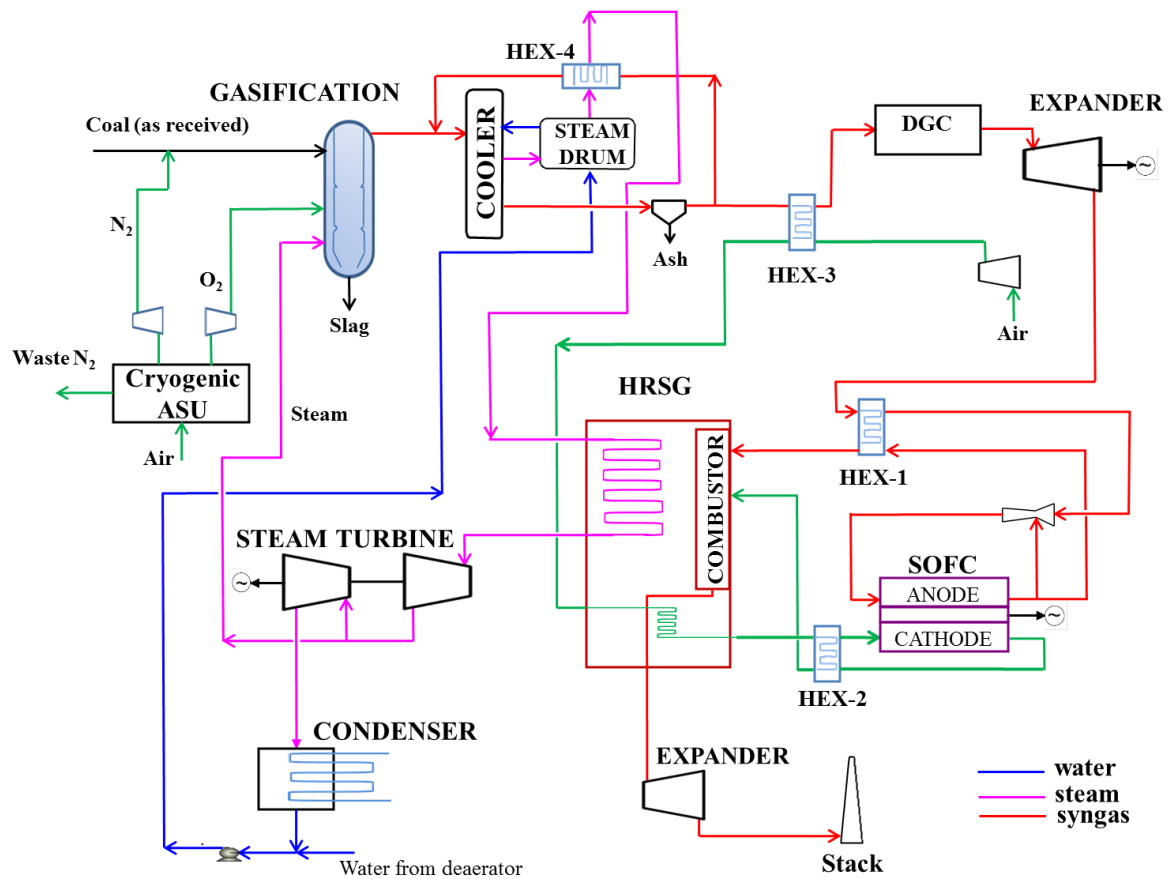 HEX-4
GASIFICATION
EXPANDER
Coal (as received)
DGC
STEAM
DRUM
COOLER
N2
O2
Ash
HEX-3
Slag
Air
Waste N2
Cryogenic
ASU
Steam
Air
HRSG
COMBUSTOR
HEX-1
STEAM TURBINE
~
SOFC
ANODE
~
CATHODE
~
HEX-2
CONDENSER
EXPANDER
water
steam
syngas
Water from deaerator
Stack